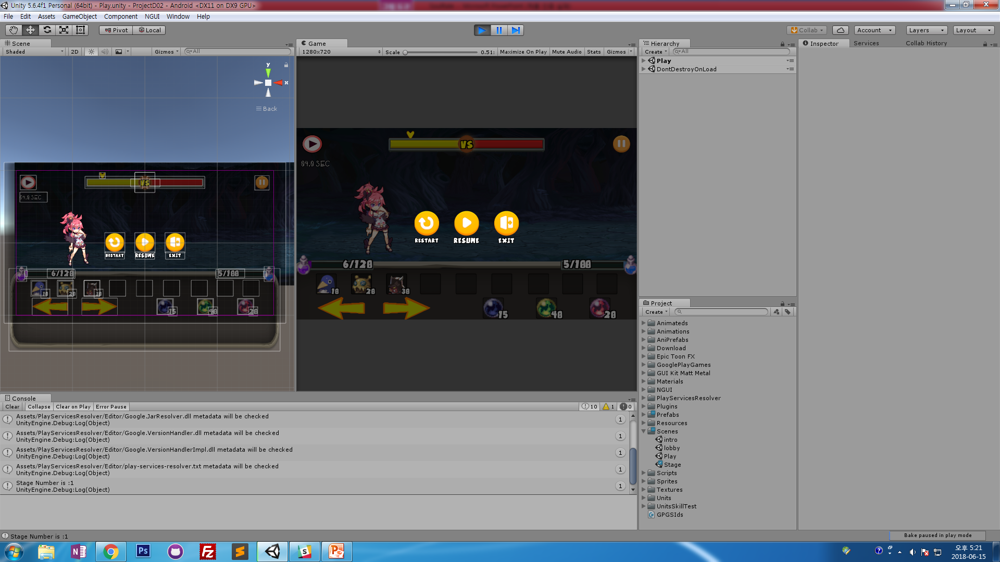 Unity 5.6.4f1 Personal (64bit) - Play.unity - ProjectD02 - Android <DX11 on DX9 GPU>
File Edit Assets GameObject Component NGUI Window Help
Pivot Local Collab Account Layers Layout
Scene
Shaded 2D Gizmos All
y
x
Back
VS
04.0 SEC
RESTART RESUME EXIT
6/120 5/100
10 20 30
15 40 20
Game
1280x720 Scale 0.51: Maximize On Play Mute Audio Stats Gizmos
VS
04.0 SEC
RESTART RESUME EXIT
6/120 5/100
10 20 30
15 40 20
Hierarchy
Create All
Play
DontDestroyOnLoad
Inspector Services Collab History
Project
Create
Animateds
Animations
AniPrefabs
Download
Epic Toon FX
GooglePlayGames
GUI Kit Matt Metal
Materials
NGUI
PlayServicesResolver
Plugins
Prefabs
Resources
Scenes
intro
lobby
Play
Stage
Scripts
Sprites
Textures
Units
UnitsSkillTest
GPGSIds
Console
Clear Collapse Clear on Play Error Pause 10 1 0
Assets/PlayServicesResolver/Editor/Google.JarResolver.dll metadata will be checked
UnityEngine.Debug:Log(Object)
1
Assets/PlayServicesResolver/Editor/Google.VersionHandler.dll metadata will be checked
UnityEngine.Debug:Log(Object)
1
Assets/PlayServicesResolver/Editor/Google.VersionHandlerImpl.dll metadata will be checked
UnityEngine.Debug:Log(Object)
1
Assets/PlayServicesResolver/Editor/play-services-resolver.txt metadata will be checked
UnityEngine.Debug:Log(Object)
1
Stage Number is :1
UnityEngine.Debug:Log(Object)
1
Stage Number is :1
Bake paused in play mode
N Ps Fz S S P
오후 5:21
2018-06-15